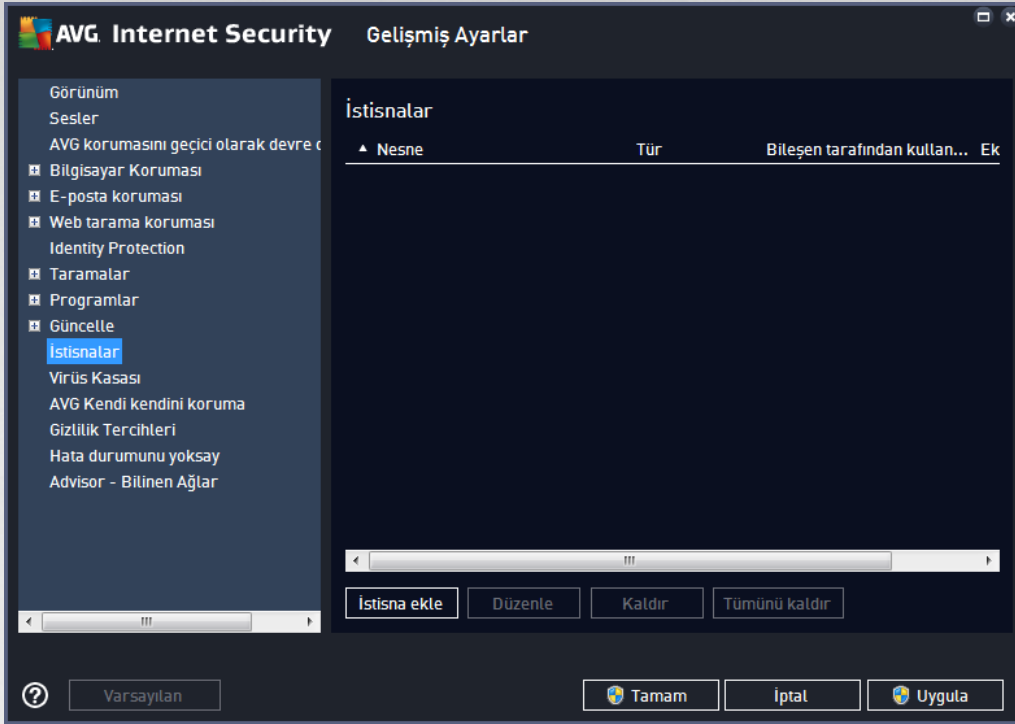 AVG Internet Security Gelişmiş Ayarlar
Görünüm
Sesler
AVG korumasını geçici olarak devre d
Bilgisayar Koruması
E-posta koruması
Web tarama koruması
Identity Protection
Taramalar
Programlar
Güncelle
İstisnalar
Virüs Kasası
AVG Kendi kendini koruma
Gizlilik Tercihleri
Hata durumunu yoksay
Advisor - Bilinen Ağlar
İstisnalar
Nesne Tür Bileşen tarafından kullan... Ek
İstisna ekle Düzenle Kaldır Tümünü kaldır
Varsayılan Tamam İptal Uygula